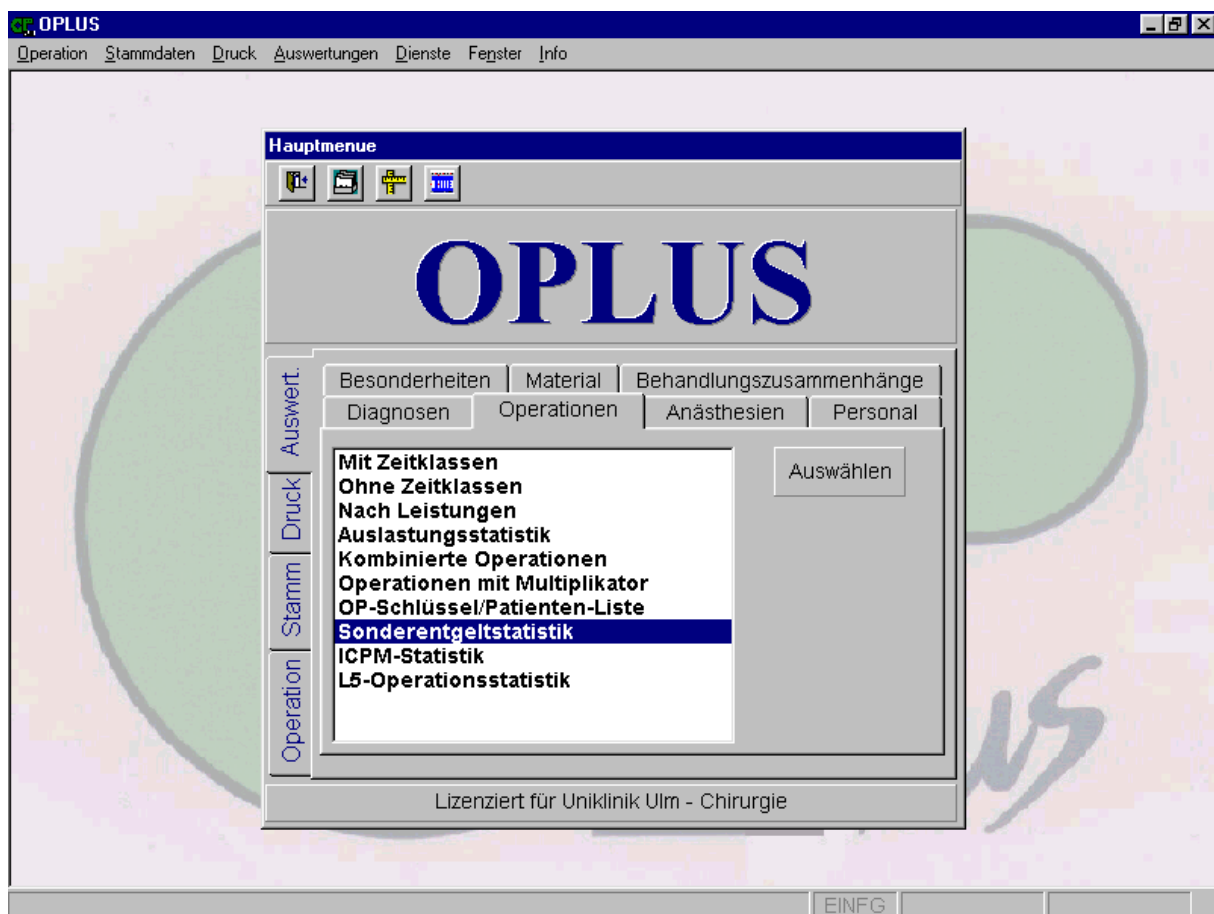 OPLUS
Operation Stammdaten Druck Auswertungen Dienste Fenster Info
Hauptmenue
OPLUS
Auswert.
Druck
Stamm
Operation
Besonderheiten Material Behandlungszusammenhänge
Diagnosen Operationen Anästhesien Personal
Mit Zeitklassen
Ohne Zeitklassen
Nach Leistungen
Auslastungsstatistik
Kombinierte Operationen
Operationen mit Multiplikator
OP-Schlüssel/Patienten-Liste
Sonderentgeltstatistik
ICPM-Statistik
L5-Operationsstatistik
Auswählen
Lizenziert für Uniklinik Ulm - Chirurgie
EINFG